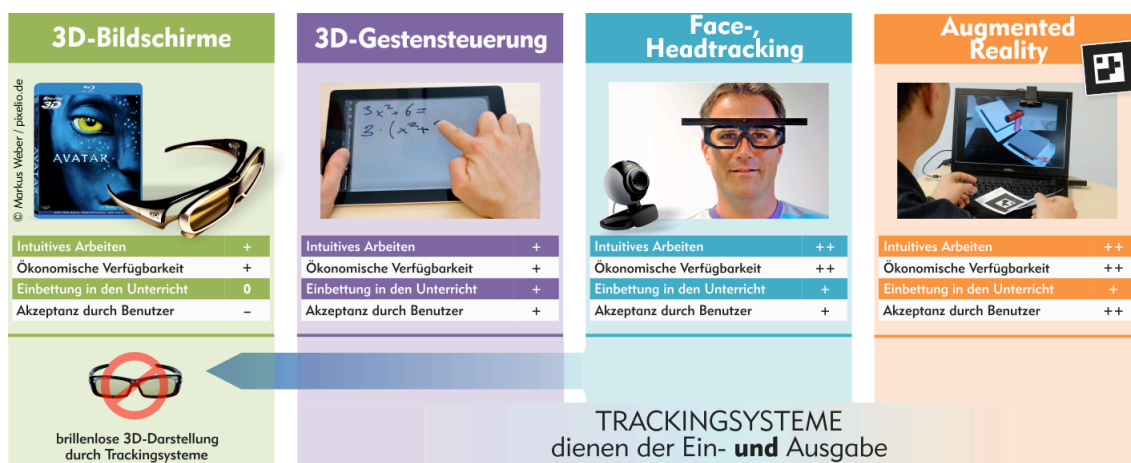 3D-Bildschirme
© Markus Weber / pixelio.de
3D
AVATAR
Intuitives Arbeiten +
Ökonomische Verfügbarkeit +
Einbettung in den Unterricht 0
Akzeptanz durch Benutzer –
brillenlose 3D-Darstellung
durch Trackingsysteme
3D-Gestensteuerung
3x²+6=
3·(x²+
Intuitives Arbeiten +
Ökonomische Verfügbarkeit +
Einbettung in den Unterricht +
Akzeptanz durch Benutzer +
Face-,
Headtracking
Intuitives Arbeiten ++
Ökonomische Verfügbarkeit ++
Einbettung in den Unterricht +
Akzeptanz durch Benutzer +
Augmented
Reality
Intuitives Arbeiten ++
Ökonomische Verfügbarkeit ++
Einbettung in den Unterricht +
Akzeptanz durch Benutzer ++
TRACKINGSYSTEME
dienen der Ein- und Ausgabe